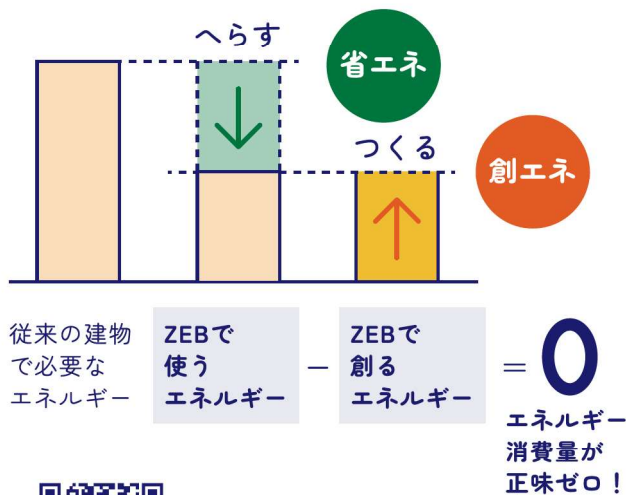 へらす
省エネ
つくる
創エネ
従来の建物
で必要な
エネルギー
ZEBで
使う
エネルギー
−
ZEBで
創る
エネルギー
=
0
エネルギー
消費量が
正味ゼロ！